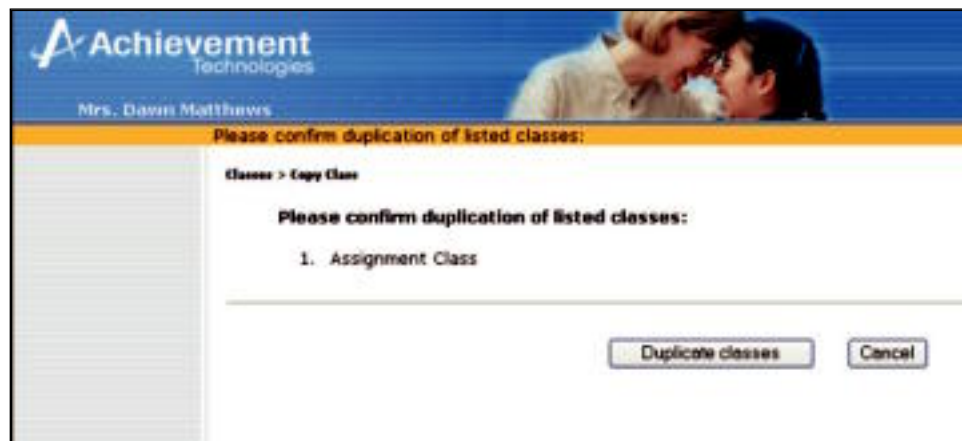 Achievement
Technologies
Mrs. Dawn Matthews
Please confirm duplication of listed classes:
Classes > Copy Class
Please confirm duplication of listed classes:
1. Assignment Class
Duplicate classes
Cancel